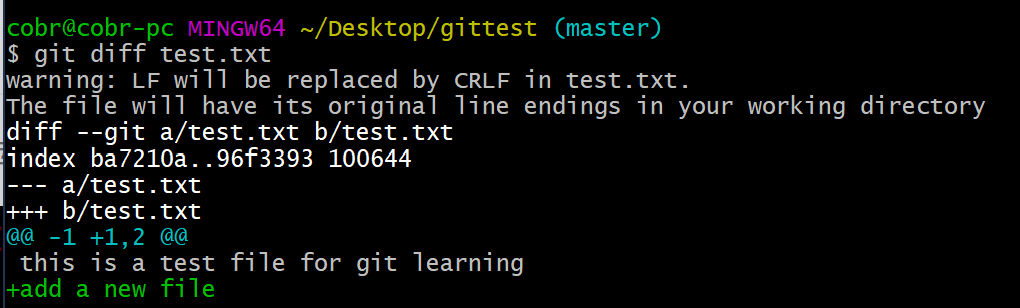 cobr@cobr-pc MINGW64 ~/Desktop/gittest (master)
$ git diff test.txt
warning: LF will be replaced by CRLF in test.txt.
The file will have its original line endings in your working directory
diff --git a/test.txt b/test.txt
index ba7210a..96f3393 100644
--- a/test.txt
+++ b/test.txt
@@ -1 +1,2 @@
 this is a test file for git learning
+add a new file